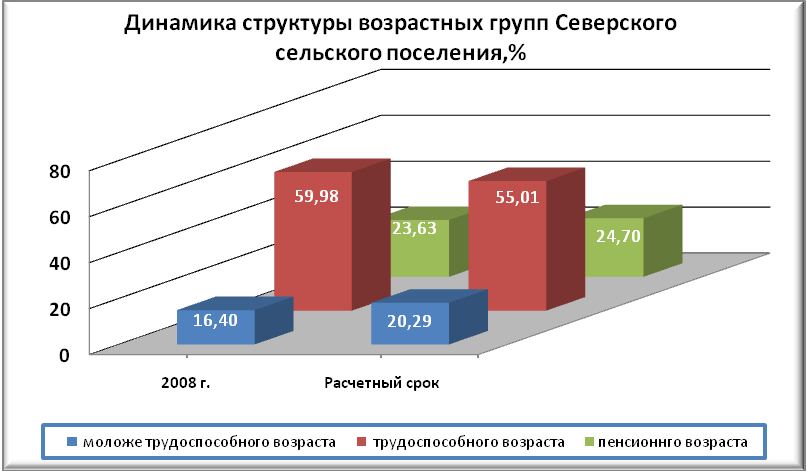 Динамика структуры возрастных групп Северского
сельского поселения,%
80
60
40
20
0
59,98
55,01
23,63
24,70
16,40
20,29
2008 г.
Расчетный срок
моложе трудоспособного возраста
трудоспособного возраста
пенсионнго возраста